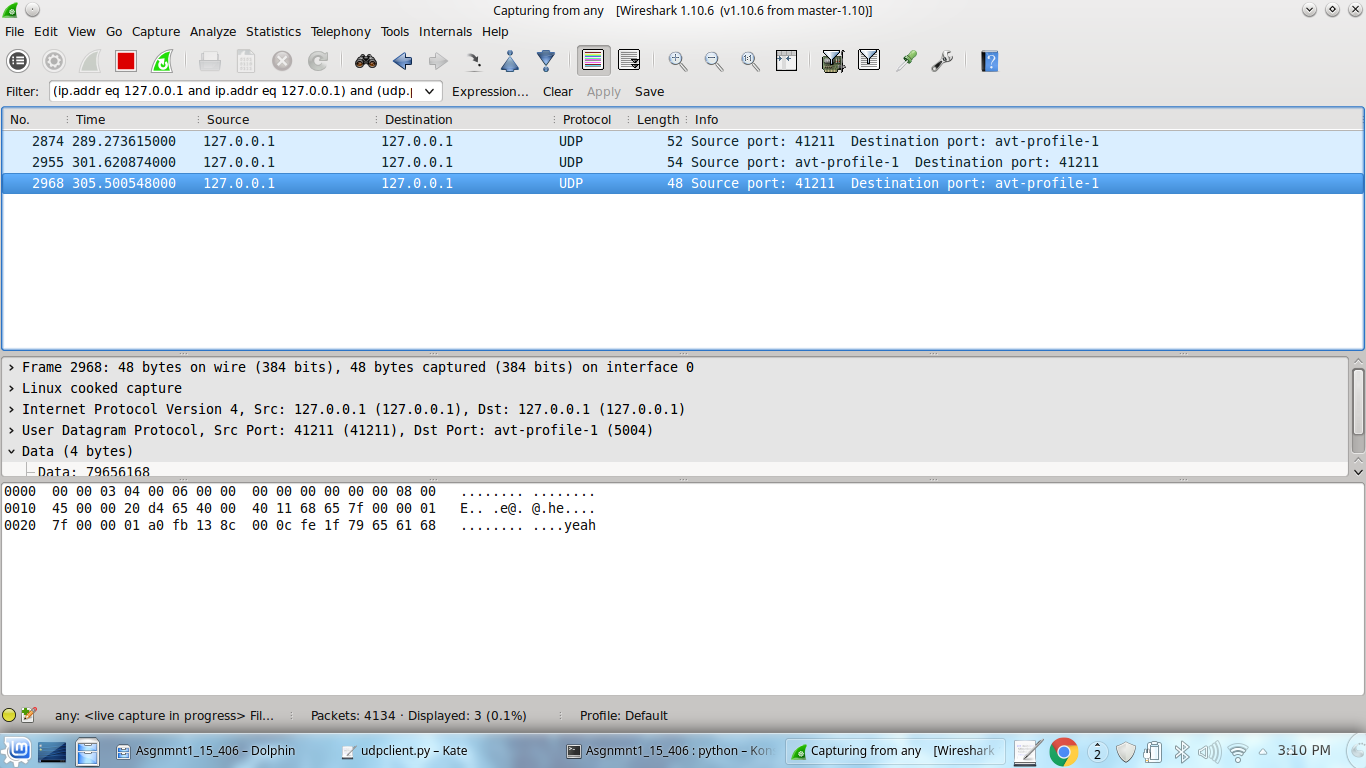 Capturing from any [Wireshark 1.10.6 (v1.10.6 from master-1.10)]
File Edit View Go Capture Analyze Statistics Telephony Tools Internals Help
Filter: (ip.addr eq 127.0.0.1 and ip.addr eq 127.0.0.1) and (udp.p Expression... Clear Apply Save
No. Time Source Destination Protocol Length Info
2874 289.273615000 127.0.0.1 127.0.0.1 UDP 52 Source port: 41211 Destination port: avt-profile-1
2955 301.620874000 127.0.0.1 127.0.0.1 UDP 54 Source port: avt-profile-1 Destination port: 41211
2968 305.500548000 127.0.0.1 127.0.0.1 UDP 48 Source port: 41211 Destination port: avt-profile-1
Frame 2968: 48 bytes on wire (384 bits), 48 bytes captured (384 bits) on interface 0
Linux cooked capture
Internet Protocol Version 4, Src: 127.0.0.1 (127.0.0.1), Dst: 127.0.0.1 (127.0.0.1)
User Datagram Protocol, Src Port: 41211 (41211), Dst Port: avt-profile-1 (5004)
Data (4 bytes)
Data: 79656168
0000 00 00 03 04 00 06 00 00 00 00 00 00 00 00 08 00 ........ ........
0010 45 00 00 20 d4 65 40 00 40 11 68 65 7f 00 00 01 E.. .e@. @.he....
0020 7f 00 00 01 a0 fb 13 8c 00 0c fe 1f 79 65 61 68 ........ ....yeah
any: <live capture in progress> Fil... Packets: 4134 · Displayed: 3 (0.1%) Profile: Default
Asgnmnt1_15_406 – Dolphin udpclient.py – Kate Asgnmnt1_15_406 : python – Kon Capturing from any [Wireshark 2 3:10 PM